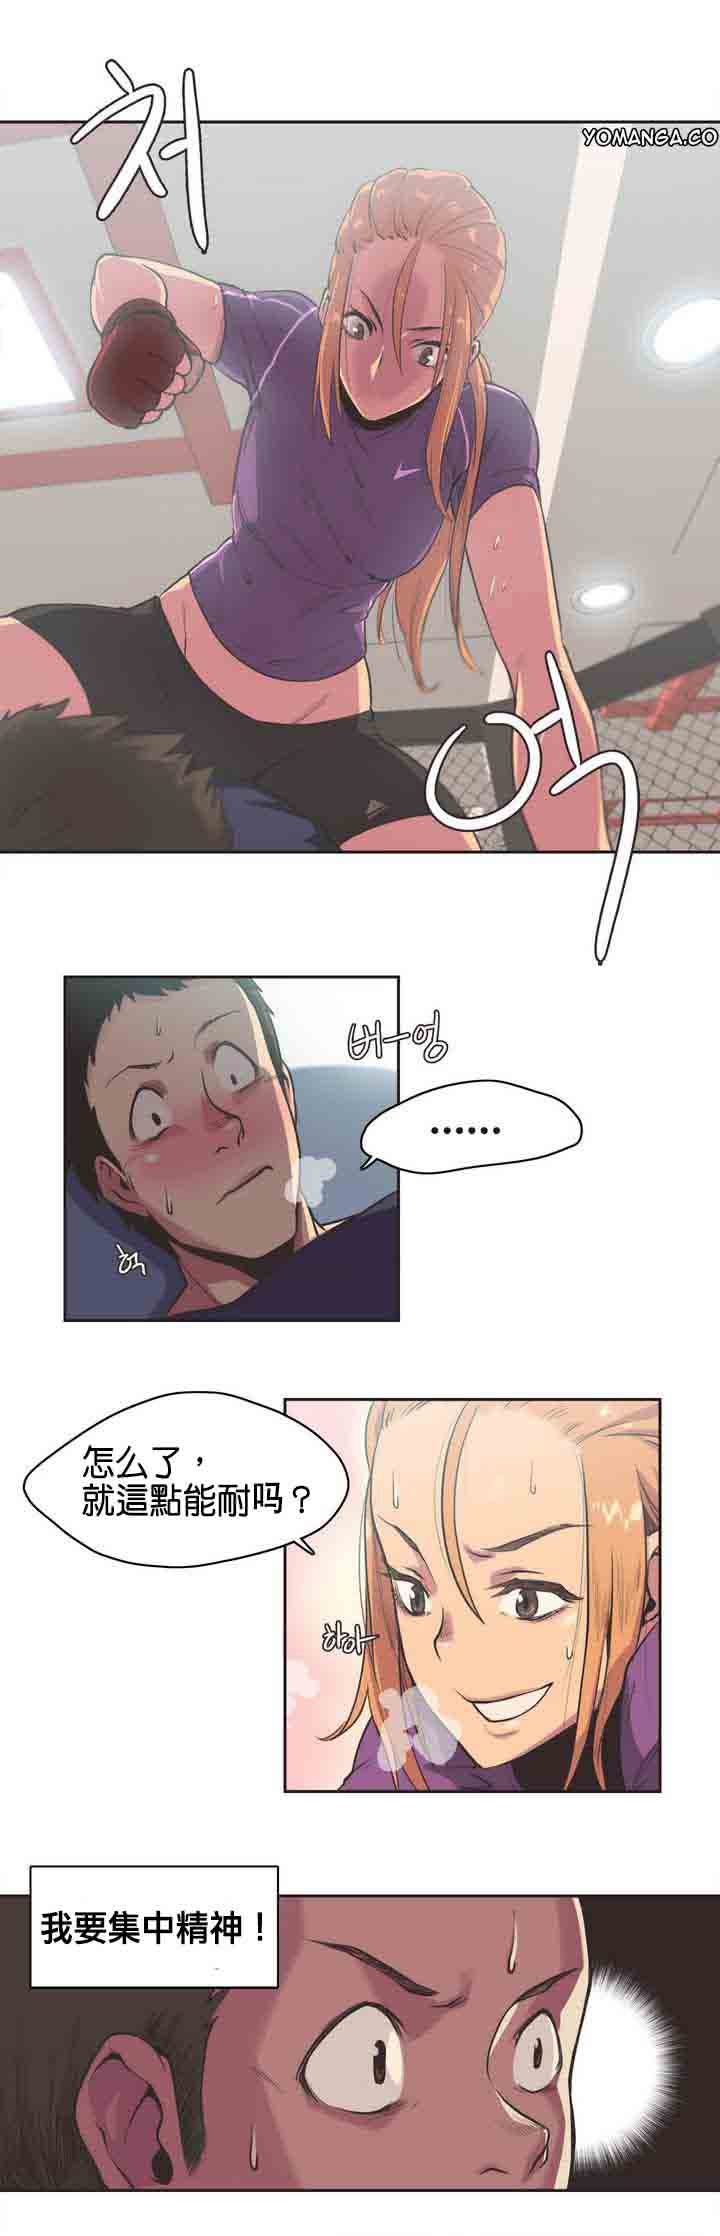 처
YOMANGA.CO
억
버-엉
......
헉
怎么了，
就這點能耐吗？
하아-
我要集中精神！